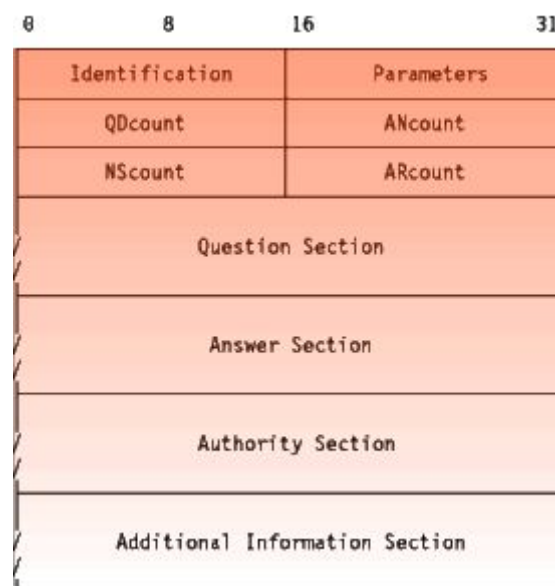 0 8 16 31
Identification Parameters
QDcount ANcount
NScount ARcount
Question Section
Answer Section
Authority Section
Additional Information Section